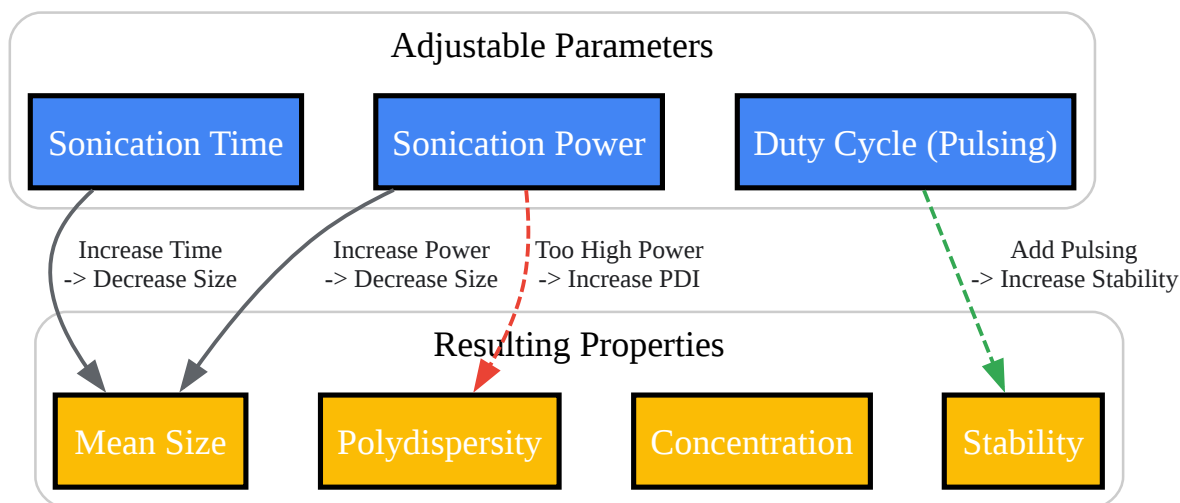 Adjustable Parameters
Sonication Time
Sonication Power
Duty Cycle (Pulsing)
Increase Time
-> Decrease Size
Increase Power
-> Decrease Size
Too High Power
-> Increase PDI
Add Pulsing
-> Increase Stability
Resulting Properties
Mean Size
Polydispersity
Concentration
Stability